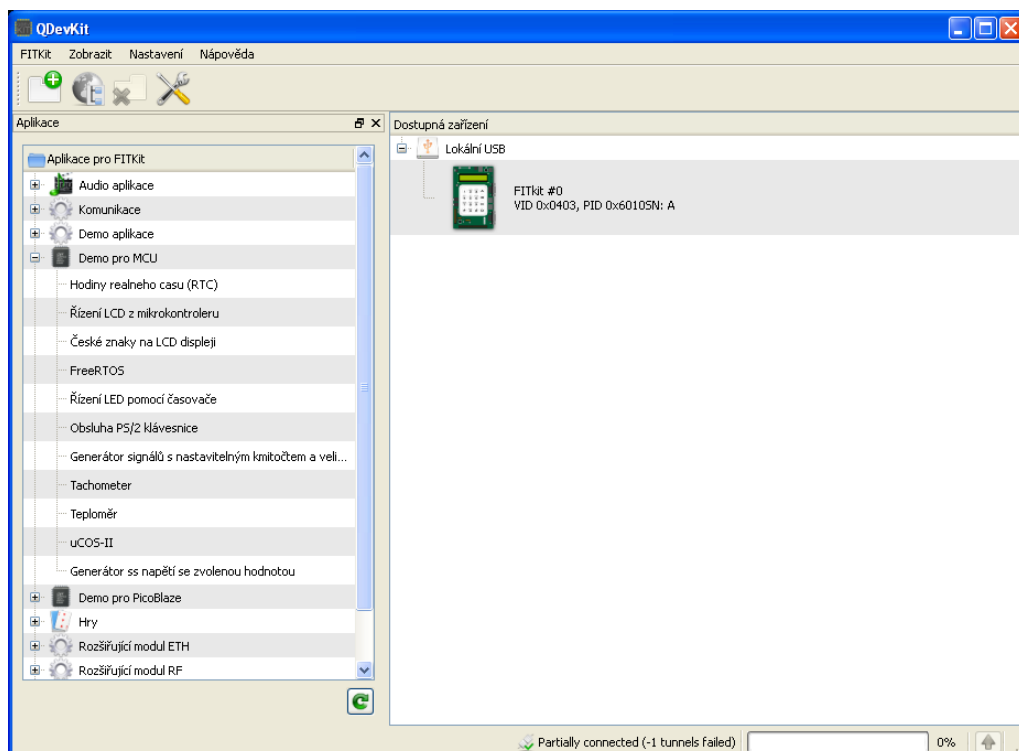 QDevKit
FITKit Zobrazit Nastavení Nápověda
Aplikace
Aplikace pro FITKit
Audio aplikace
Komunikace
Demo aplikace
Demo pro MCU
Hodiny realneho casu (RTC)
Řízení LCD z mikrokontroleru
České znaky na LCD displeji
FreeRTOS
Řízení LED pomocí časovače
Obsluha PS/2 klávesnice
Generátor signálů s nastavitelným kmitočtem a veli...
Tachometer
Teploměr
uCOS-II
Generátor ss napětí se zvolenou hodnotou
Demo pro PicoBlaze
Hry
Rozšiřující modul ETH
Rozšiřující modul RF
Dostupná zařízení
Lokální USB
FITkit #0
VID 0x0403, PID 0x6010SN: A
Partially connected (-1 tunnels failed)
0%